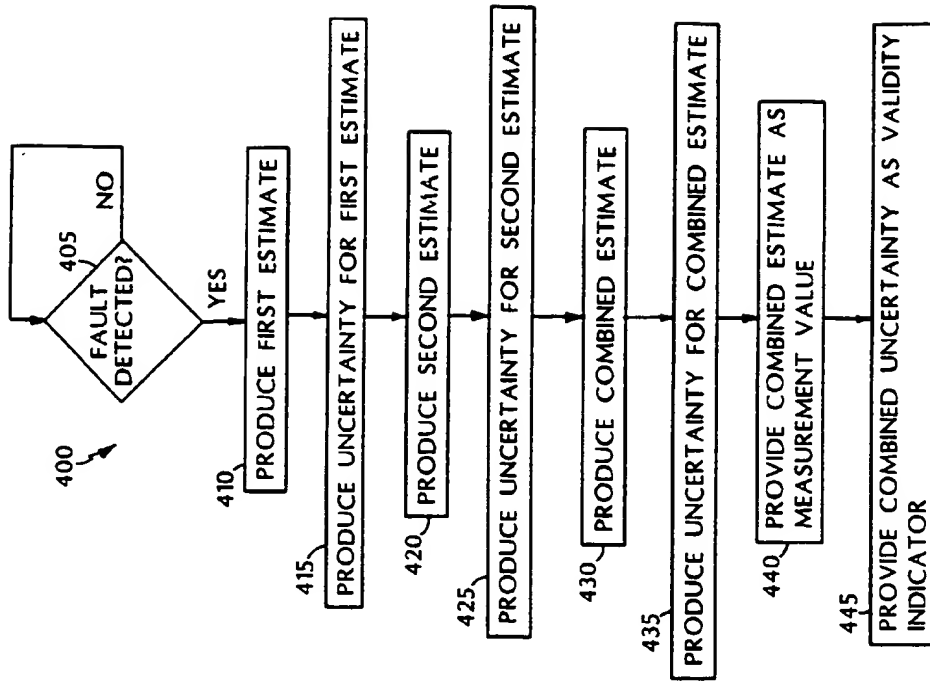 400
FAULT
DETECTED?
405
NO
YES
410
PRODUCE FIRST ESTIMATE
415
PRODUCE UNCERTAINTY FOR FIRST ESTIMATE
420
PRODUCE SECOND ESTIMATE
425
PRODUCE UNCERTAINTY FOR SECOND ESTIMATE
430
PRODUCE COMBINED ESTIMATE
435
PRODUCE UNCERTAINTY FOR COMBINED ESTIMATE
440
PROVIDE COMBINED ESTIMATE AS
MEASUREMENT VALUE
445
PROVIDE COMBINED UNCERTAINTY AS VALIDITY
INDICATOR